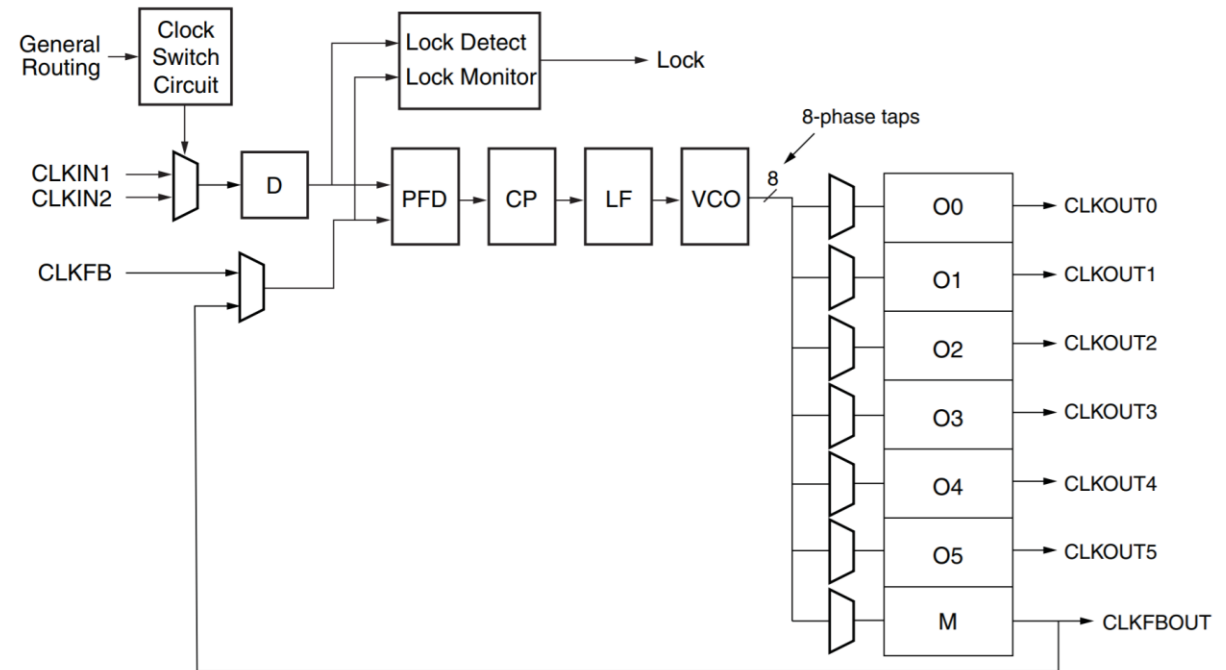 General
Routing
Clock
Switch
Circuit
Lock Detect
Lock Monitor
Lock
8-phase taps
CLKIN1
CLKIN2
D
PFD
CP
LF
VCO
8
CLKFB
O0
CLKOUT0
O1
CLKOUT1
O2
CLKOUT2
O3
CLKOUT3
O4
CLKOUT4
O5
CLKOUT5
M
CLKFBOUT